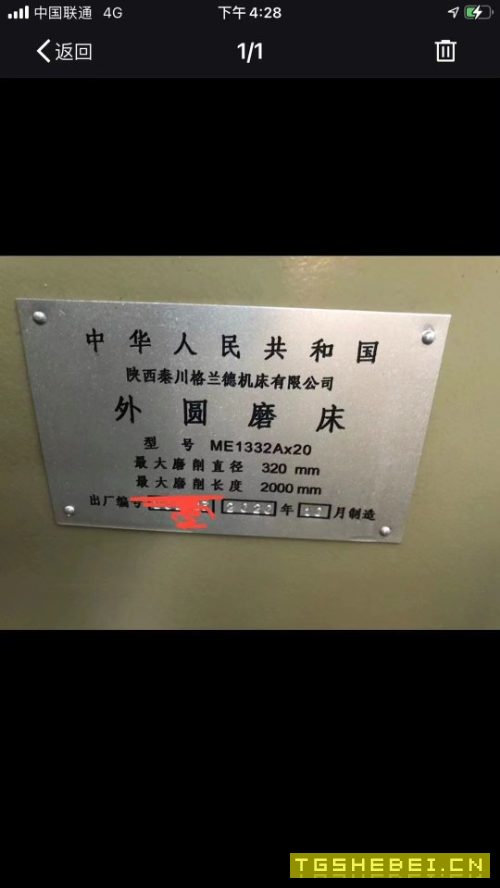 中国联通 4G 下午4:28
返回 1/1
中华人民共和国
陕西秦川格兰德机床有限公司
外圆磨床
型号 ME1332Ax20
最大磨削直径 320 mm
最大磨削长度 2000 mm
出厂编号 2020 年 月制造
TGSHEBEI.CN